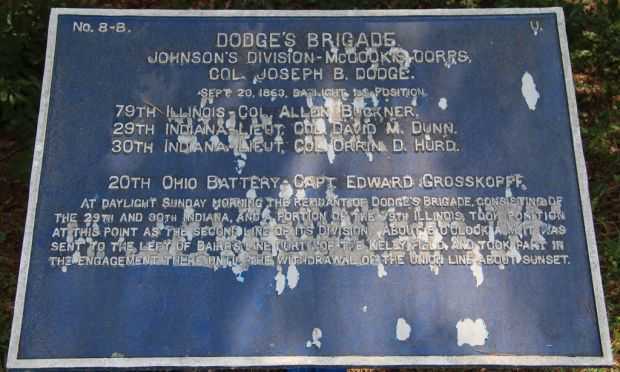 No. 8-B. U.
DODGE'S BRIGADE.
JOHNSON'S DIVISION-McCOOK'S CORPS.
COL. JOSEPH B. DODGE.
SEPT. 20, 1863, DAYLIGHT, 1ST POSITION.
79TH ILLINOIS-COL. ALLEN BUCKNER.
29TH INDIANA-LIEUT. COL. DAVID M. DUNN.
30TH INDIANA-LIEUT. COL. ORRIN D. HURD.
20TH OHIO BATTERY-CAPT. EDWARD GROSSKOPFF.
AT DAYLIGHT SUNDAY MORNING THE REMNANT OF DODGE'S BRIGADE, CONSISTING OF
THE 29TH AND 30TH INDIANA, AND A PORTION OF THE 79TH ILLINOIS, TOOK POSITION
AT THIS POINT AS THE SECOND LINE OF ITS DIVISION. ABOUT O'CLOCK IT WAS
SENT TO THE LEFT OF BAIRD'S LINE NORTH OF THE KELLY FIELD, AND TOOK PART IN
THE ENGAGEMENT THERE UNTIL THE WITHDRAWAL OF THE UNION LINE ABOUT SUNSET.